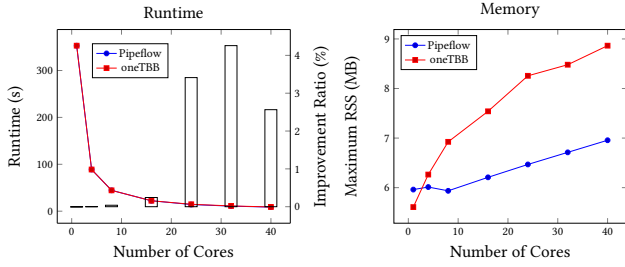 Runtime
Pipeflow
oneTBB
300
200
100
0
4
3
2
1
0
0 10 20 30 40
Runtime (s)
Improvement Ratio (%)
Number of Cores
Memory
Pipeflow
oneTBB
9
8
7
6
0 10 20 30 40
Maximum RSS (MB)
Number of Cores